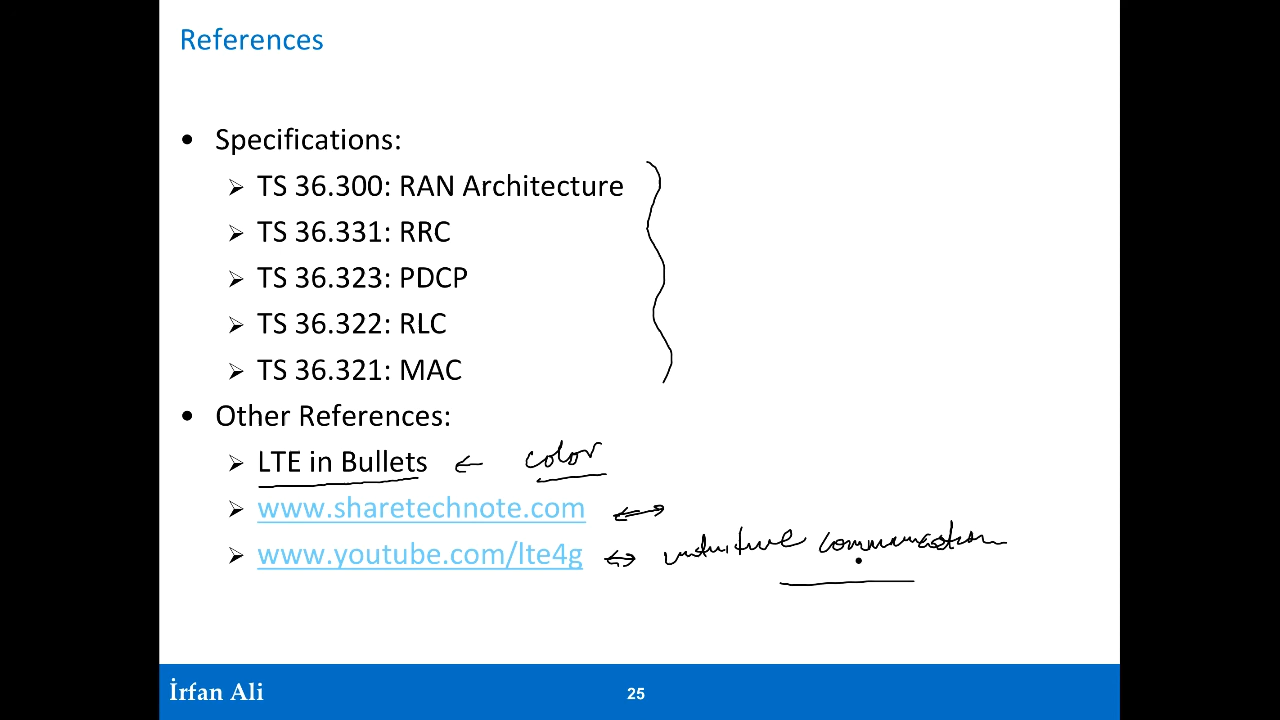 References
• Specifications:
➢ TS 36.300: RAN Architecture
➢ TS 36.331: RRC
➢ TS 36.323: PDCP
➢ TS 36.322: RLC
➢ TS 36.321: MAC
• Other References:
➢ LTE in Bullets ← color
➢ www.sharetechnote.com ↔
➢ www.youtube.com/lte4g ↔ intuitive communication
İrfan Ali 25